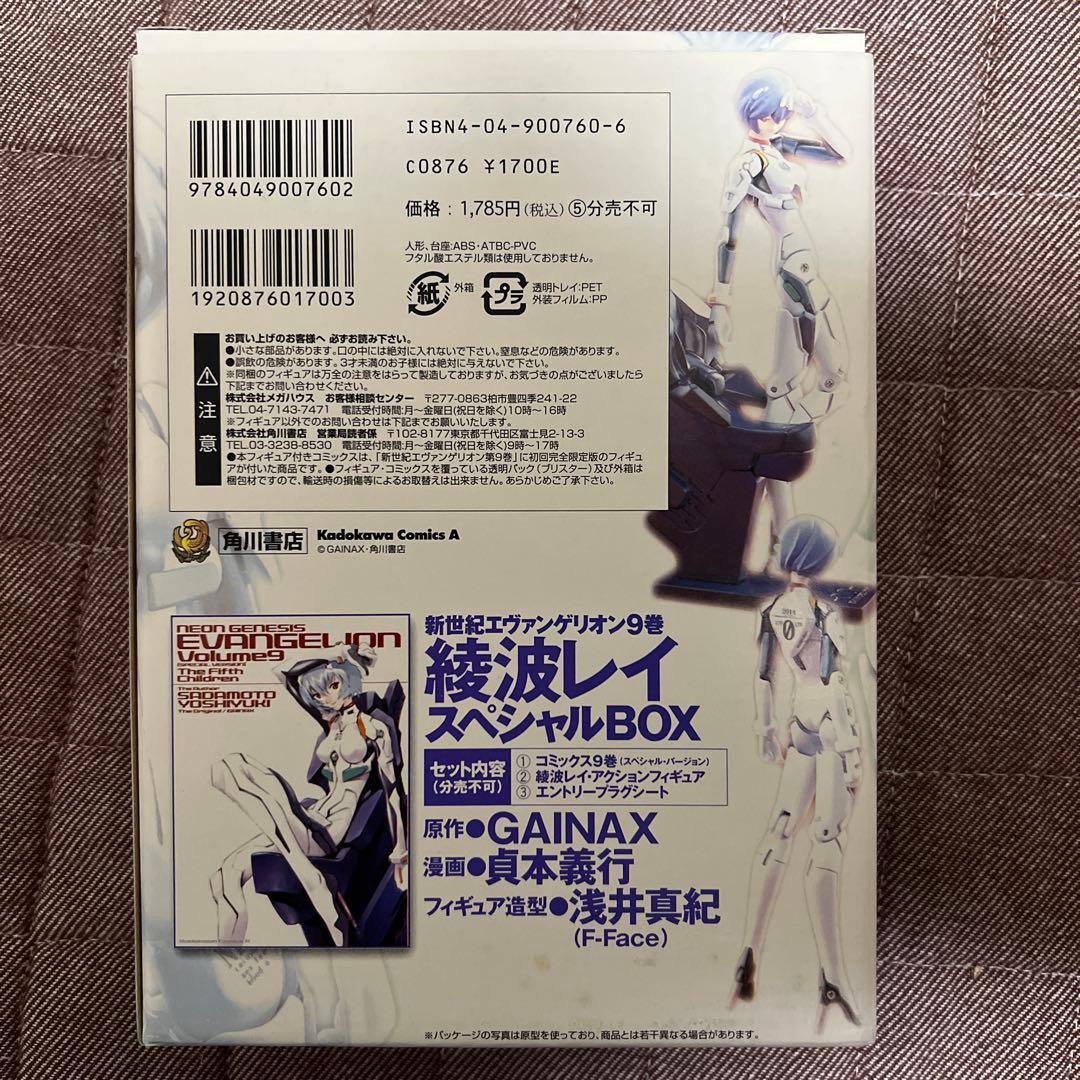 ISBN4-04-900760-6
C0876 ¥1700E
価格：1,785円(税込)⑤分売不可
9784049007602
1920876017003
人形、台座:ABS・ATBC-PVC
フタル酸エステル類は使用しておりません。
紙 外箱
プラ 透明トレイ:PET
外装フィルム:PP
注意
お買い上げのお客様へ 必ずお読み下さい。
●小さな部品があります。口の中には絶対に入れないで下さい。窒息などの危険があります。
●誤飲の危険があります。3才未満のお子様には絶対に与えないで下さい。
※同梱のフィギュアは万全の注意をはらって製造しておりますが、お気づきの点がございましたら
下記までお問い合わせください。
株式会社メガハウス お客様相談センター 〒277-0863柏市豊四季241-22
TEL.04-7143-7471 電話受付時間:月〜金曜日(祝日を除く)10時〜16時
※フィギュア以外でのお問い合わせは下記までお願いいたします。
株式会社角川書店 営業局読者係 〒102-8177東京都千代田区富士見2-13-3
TEL.03-3238-8530 電話受付時間:月〜金曜日(祝日を除く)9時〜17時
●本フィギュア付きコミックスは、「新世紀エヴァンゲリオン第9巻」に初回完全限定版のフィギュ
アが付いた商品です。●フィギュア・コミックスを覆っている透明パック(ブリスター)及び外箱は
梱包材ですので、輸送時の損傷等によるお取替えは出来ません。あらかじめご了承下さい。
角川書店
Kadokawa Comics A
©GAINAX・角川書店
NEON GENESIS
EVANGELION
Volume9
[SPECIAL VERSION]
The Fifth
Children
The Author
SADAMOTO
YOSHIYUKI
The Original / GAINAX
新世紀エヴァンゲリオン9巻
綾波レイ
スペシャルBOX
セット内容
(分売不可)
① コミックス9巻(スペシャル・バージョン)
② 綾波レイ・アクションフィギュア
③ エントリープラグシート
原作●GAINAX
漫画●貞本義行
フィギュア造型●浅井真紀
(F-Face)
※パッケージの写真は原型を使っており、商品とは若干異なる場合があります。